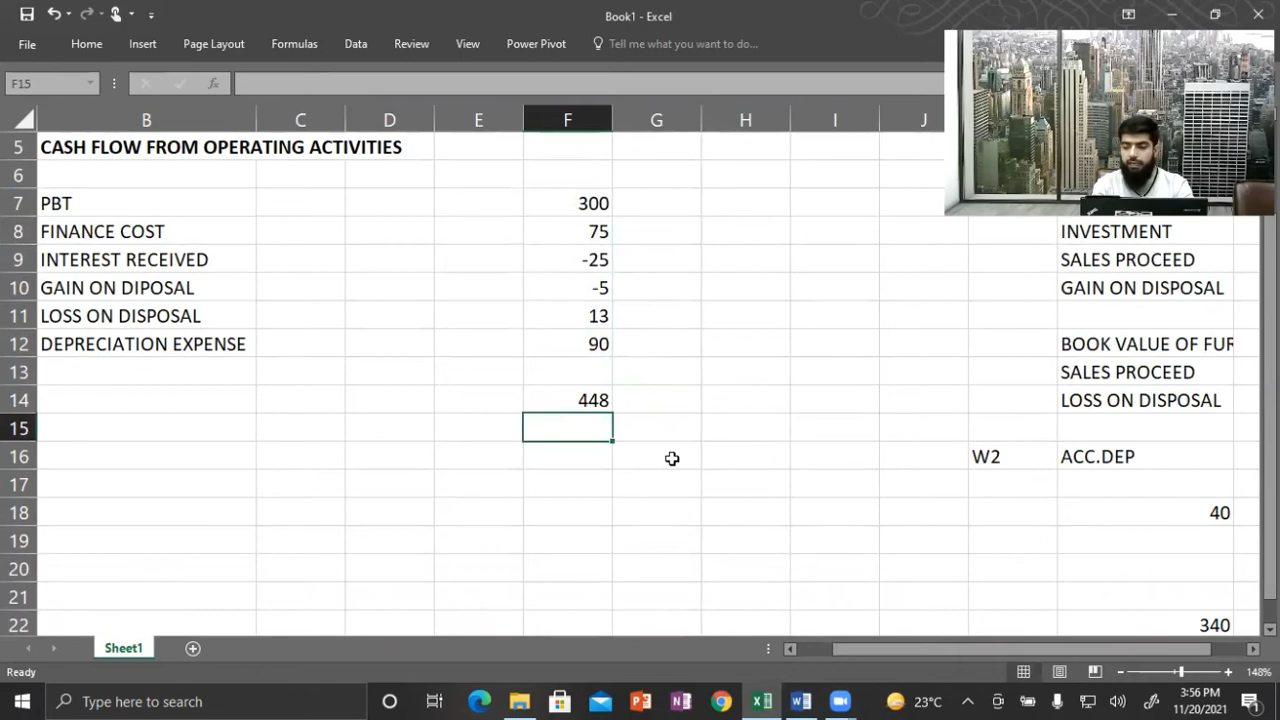 Book1 - Excel
File Home Insert Page Layout Formulas Data Review View Power Pivot Tell me what you want to do...
F15 fx
B C D E F G H I J
5 CASH FLOW FROM OPERATING ACTIVITIES
6
7 PBT 300
8 FINANCE COST 75 INVESTMENT
9 INTEREST RECEIVED -25 SALES PROCEED
10 GAIN ON DIPOSAL -5 GAIN ON DISPOSAL
11 LOSS ON DISPOSAL 13
12 DEPRECIATION EXPENSE 90 BOOK VALUE OF FUR
13 SALES PROCEED
14 448 LOSS ON DISPOSAL
15
16 W2 ACC.DEP
17
18 40
19
20
21
22 340
Sheet1
Ready 148%
Type here to search 23°C 3:56 PM
11/20/2021 1